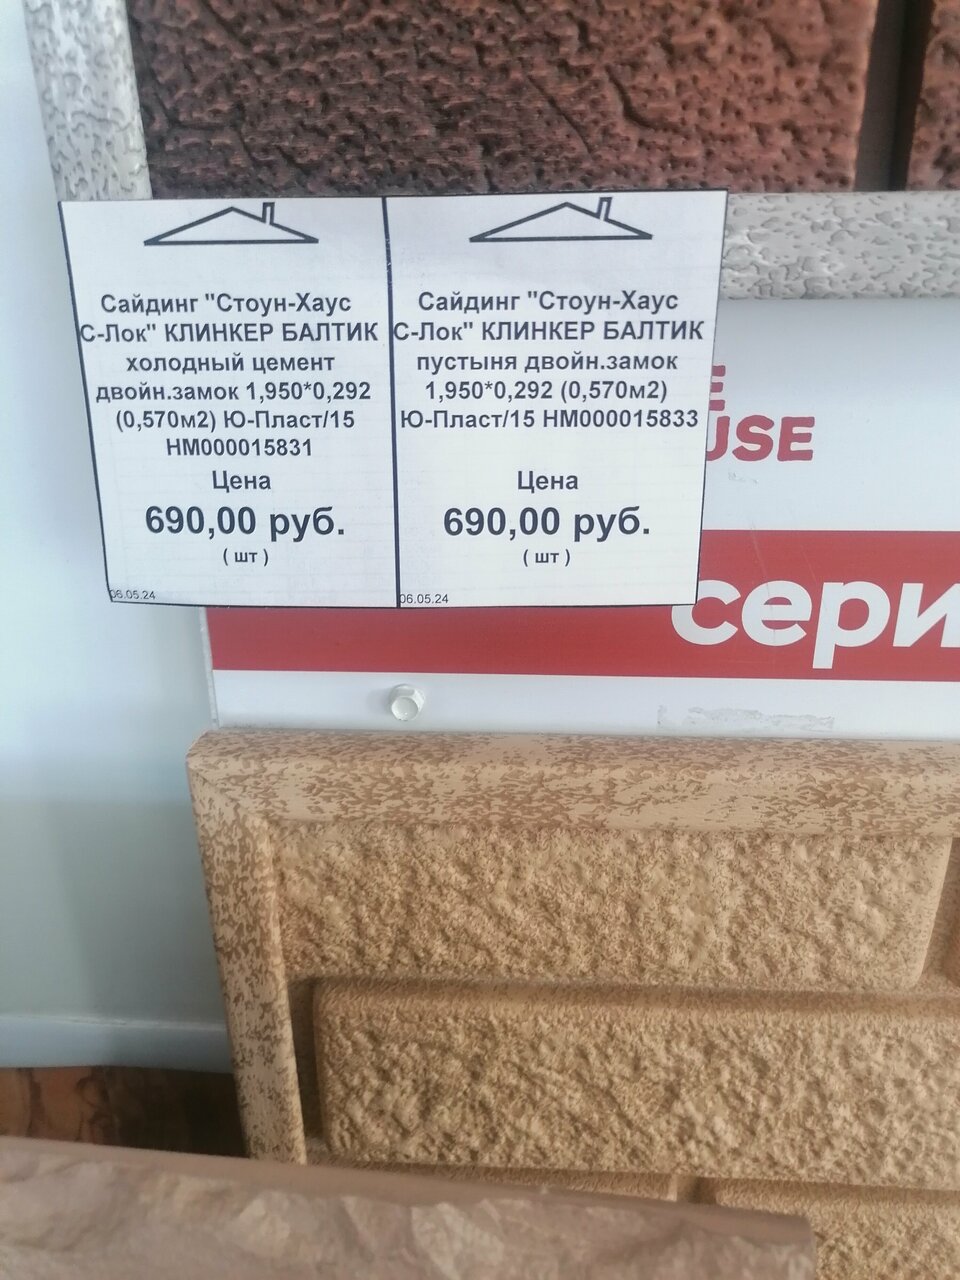 Сайдинг "Стоун-Хаус
С-Лок" КЛИНКЕР БАЛТИК
холодный цемент
двойн.замок 1,950*0,292
(0,570м2) Ю-Пласт/15
НМ000015831
Цена
690,00 руб.
( шт )
06.05.24
Сайдинг "Стоун-Хаус
С-Лок" КЛИНКЕР БАЛТИК
пустыня двойн.замок
1,950*0,292 (0,570м2)
Ю-Пласт/15 НМ000015833
Цена
690,00 руб.
( шт )
06.05.24
E
USE
сери